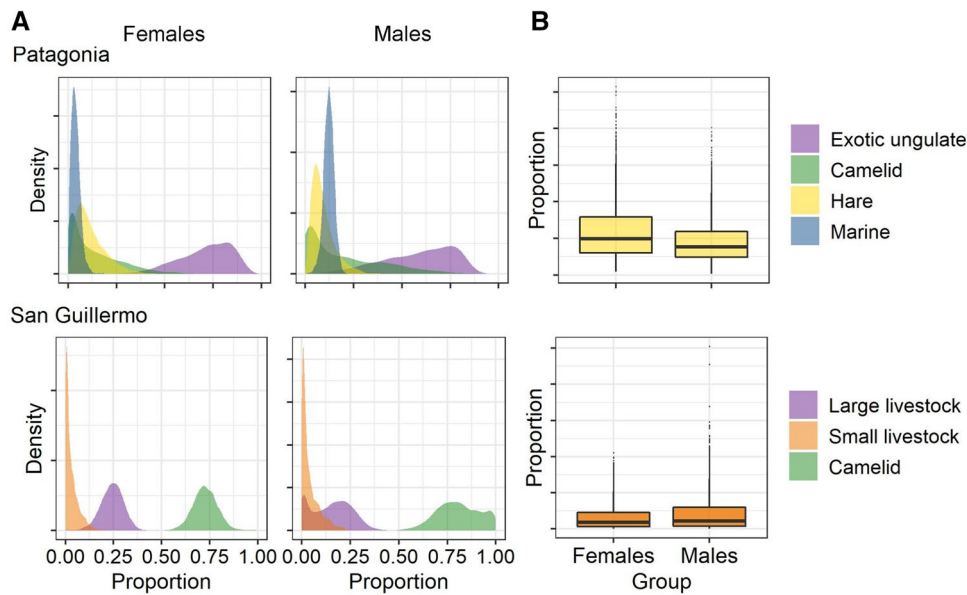 A
B
Females
Males
Patagonia
Density
Proportion
Exotic ungulate
Camelid
Hare
Marine
San Guillermo
Density
Proportion
Large livestock
Small livestock
Camelid
0.00 0.25 0.50 0.75 1.00
0.00 0.25 0.50 0.75 1.00
Females
Males
Proportion
Proportion
Group